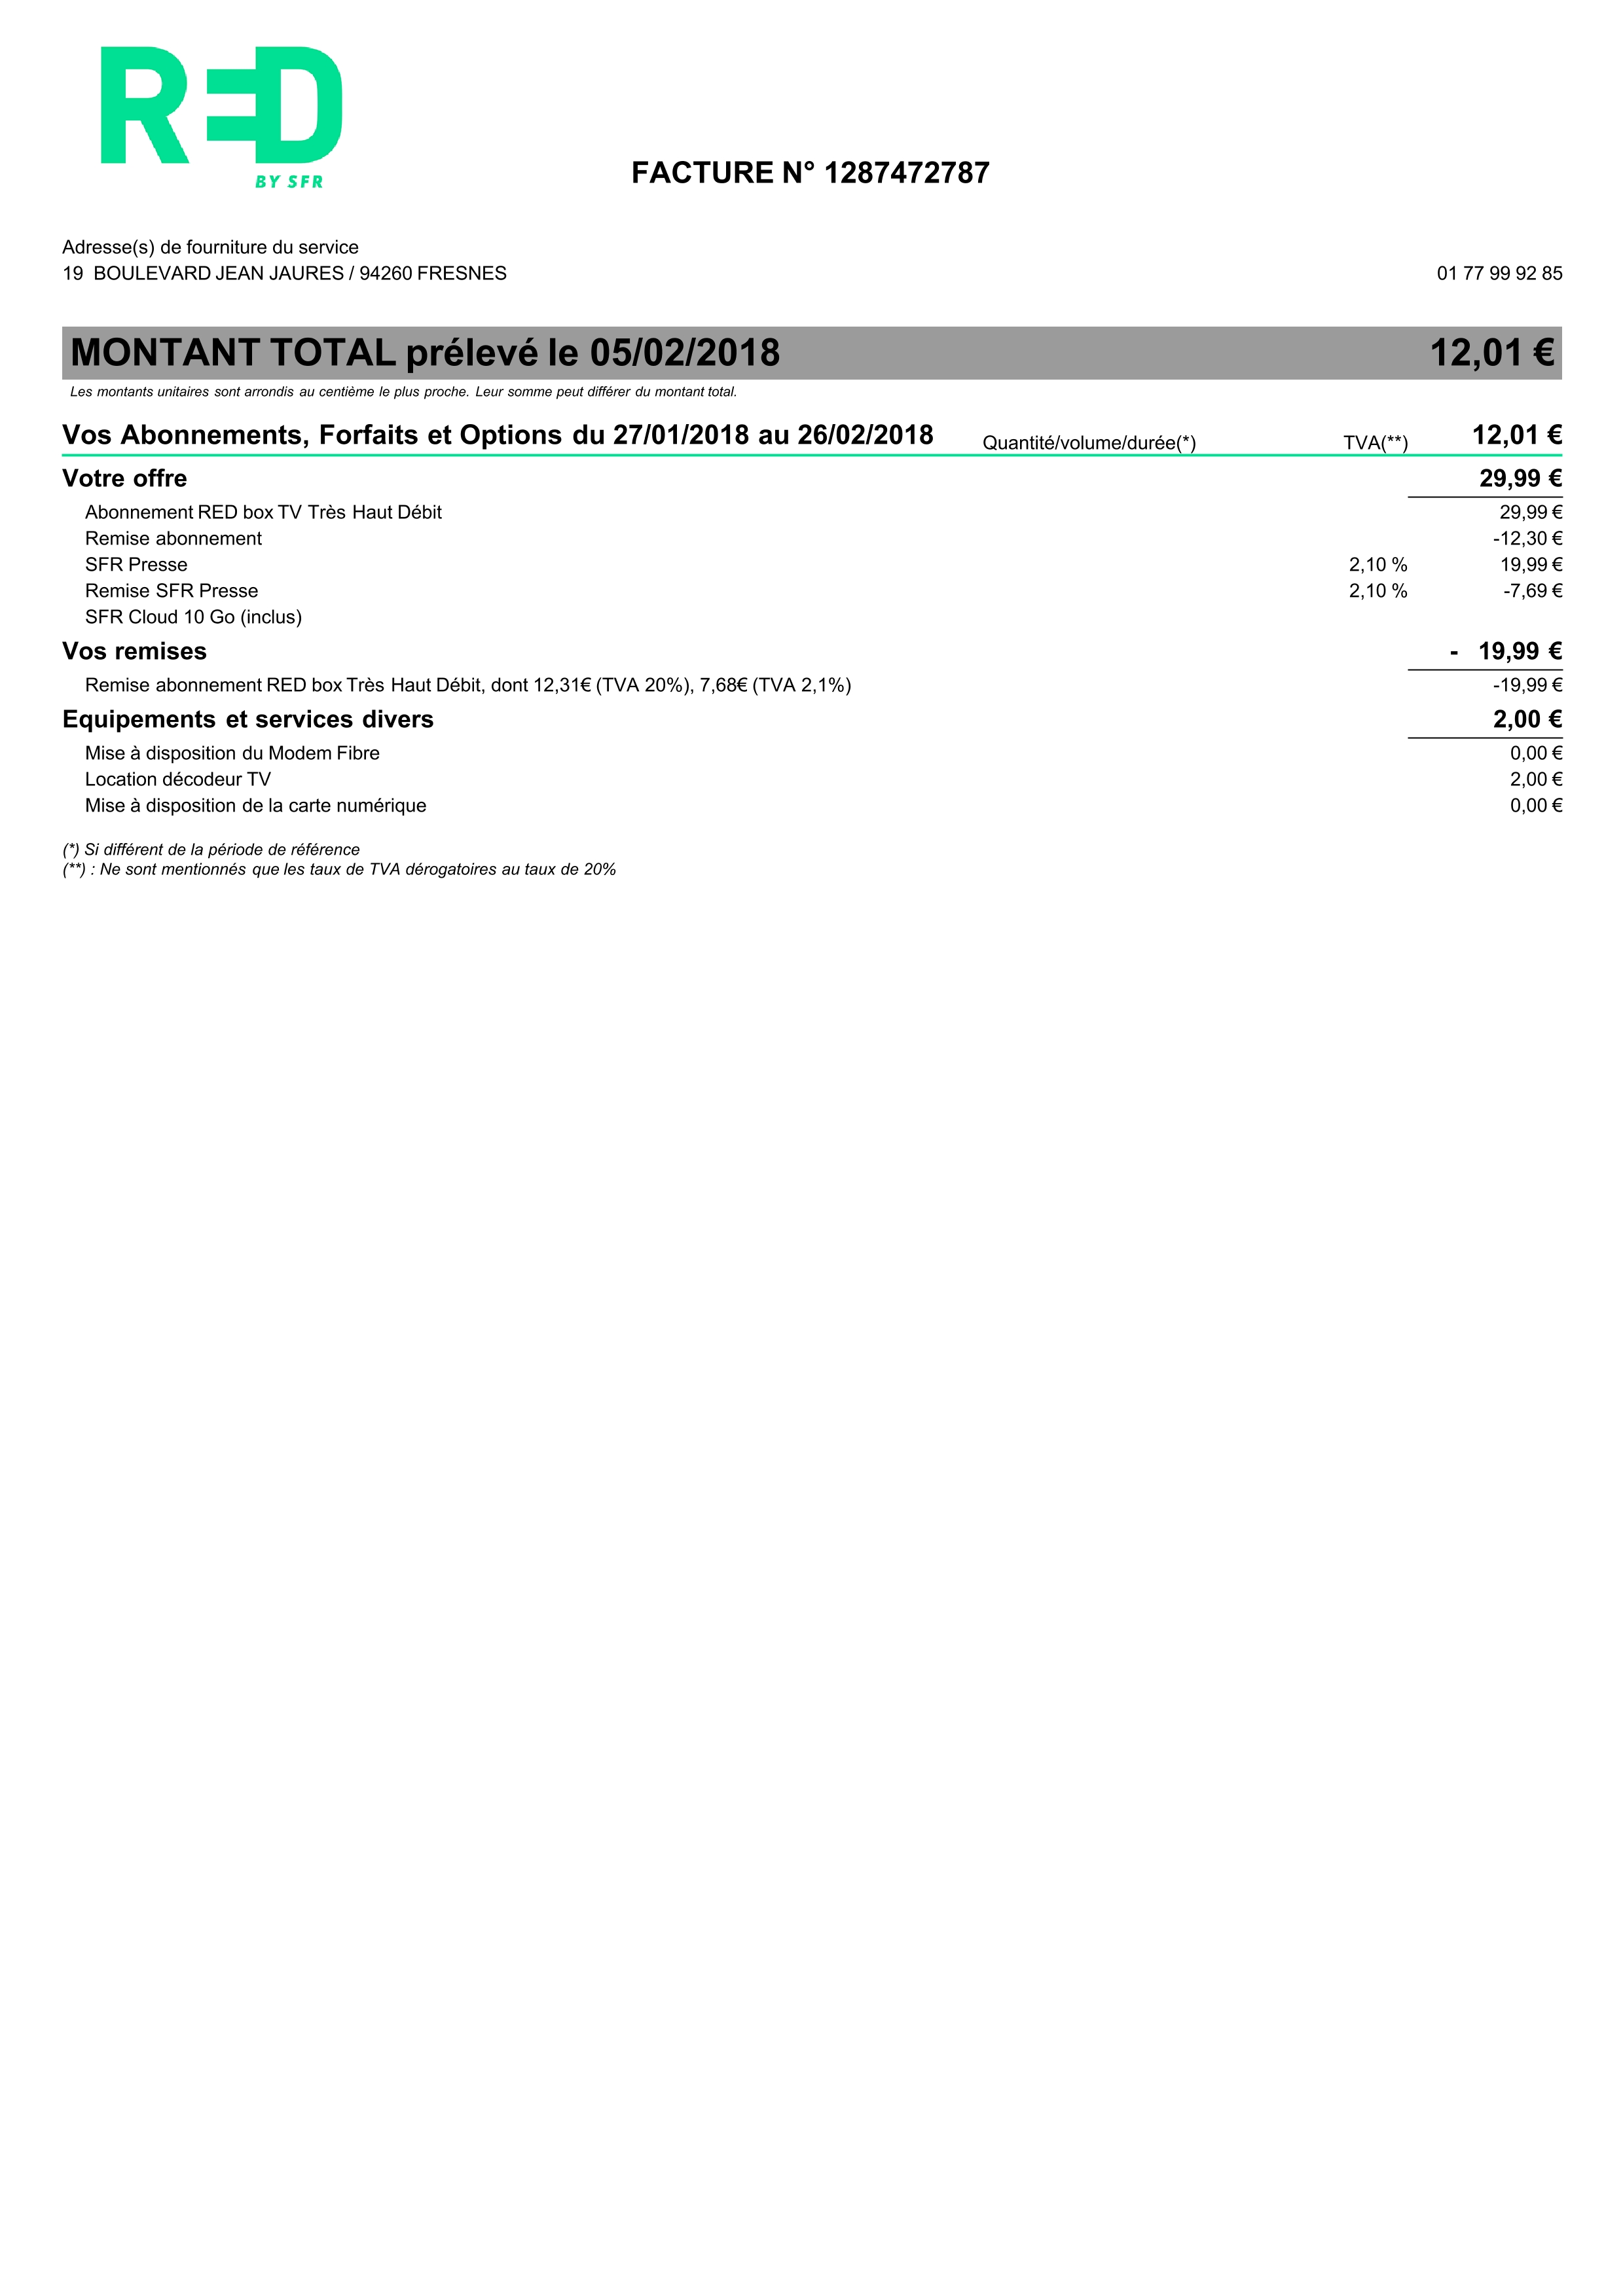 RED
BY SFR
FACTURE N° 1287472787
Adresse(s) de fourniture du service
19 BOULEVARD JEAN JAURES / 94260 FRESNES 01 77 99 92 85
MONTANT TOTAL prélevé le 05/02/2018 12,01 €
Les montants unitaires sont arrondis au centième le plus proche. Leur somme peut différer du montant total.
Vos Abonnements, Forfaits et Options du 27/01/2018 au 26/02/2018 Quantité/volume/durée(*) TVA(**) 12,01 €
Votre offre 29,99 €
Abonnement RED box TV Très Haut Débit 29,99 €
Remise abonnement -12,30 €
SFR Presse 2,10 % 19,99 €
Remise SFR Presse 2,10 % -7,69 €
SFR Cloud 10 Go (inclus)
Vos remises - 19,99 €
Remise abonnement RED box Très Haut Débit, dont 12,31€ (TVA 20%), 7,68€ (TVA 2,1%) -19,99 €
Equipements et services divers 2,00 €
Mise à disposition du Modem Fibre 0,00 €
Location décodeur TV 2,00 €
Mise à disposition de la carte numérique 0,00 €
(*) Si différent de la période de référence
(**) : Ne sont mentionnés que les taux de TVA dérogatoires au taux de 20%